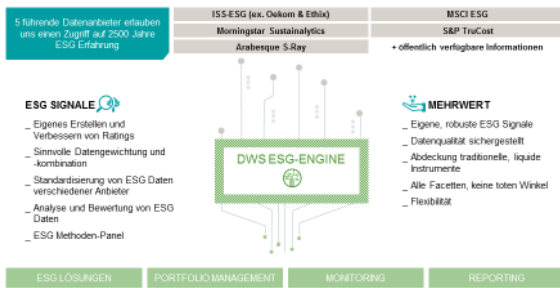 5 führende Datenanbieter erlauben
uns einen Zugriff auf 2500 Jahre
ESG Erfahrung
ISS-ESG (ex. Oekom & Ethix)
MSCI ESG
Morningstar Sustainalytics
S&P TruCost
Arabesque S-Ray
+ öffentlich verfügbare Informationen
ESG SIGNALE
_ Eigenes Erstellen und
Verbessern von Ratings
_ Sinnvolle Datengewichtung und
-kombination
_ Standardisierung von ESG Daten
verschiedener Anbieter
_ Analyse und Bewertung von ESG
Daten
_ ESG Methoden-Panel
DWS ESG-ENGINE
MEHRWERT
_ Eigene, robuste ESG Signale
_ Datenqualität sichergestellt
_ Abdeckung traditionelle, liquide
Instrumente
_ Alle Facetten, keine toten Winkel
_ Flexibilität
ESG LÖSUNGEN
PORTFOLIO MANAGEMENT
MONITORING
REPORTING